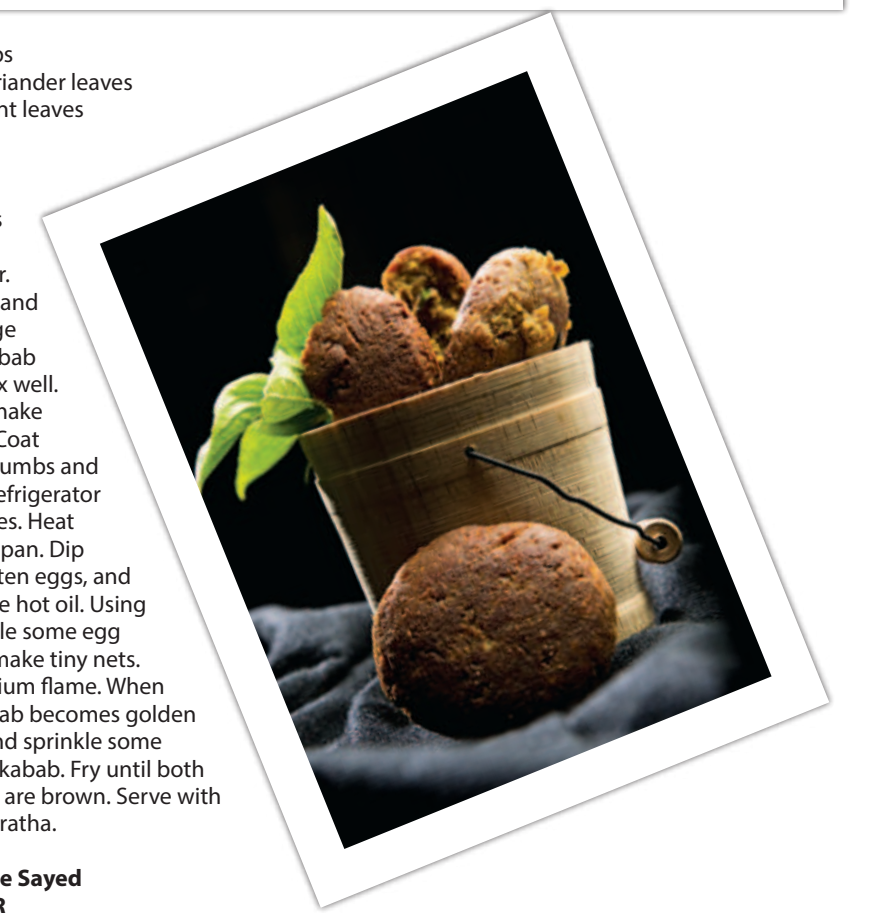 os
riander leaves
nt leaves
s
r.
and
ge
bab
x well.
nake
Coat
umbs and
efrigerator
es. Heat
pan. Dip
ten eggs, and
e hot oil. Using
le some egg
make tiny nets.
ium flame. When
ab becomes golden
nd sprinkle some
kabab. Fry until both
are brown. Serve with
ratha.
e Sayed
R